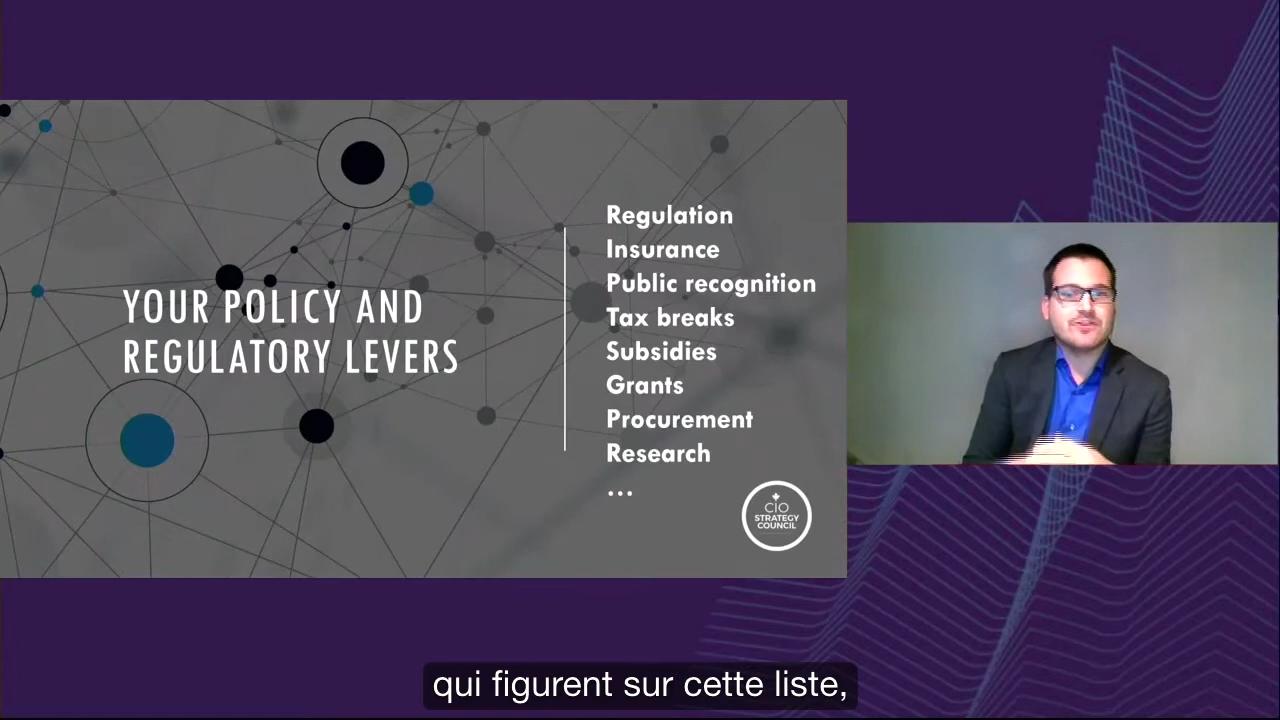 YOUR POLICY AND
REGULATORY LEVERS
Regulation
Insurance
Public recognition
Tax breaks
Subsidies
Grants
Procurement
Research
...
CIO
STRATEGY
COUNCIL
qui figurent sur cette liste,